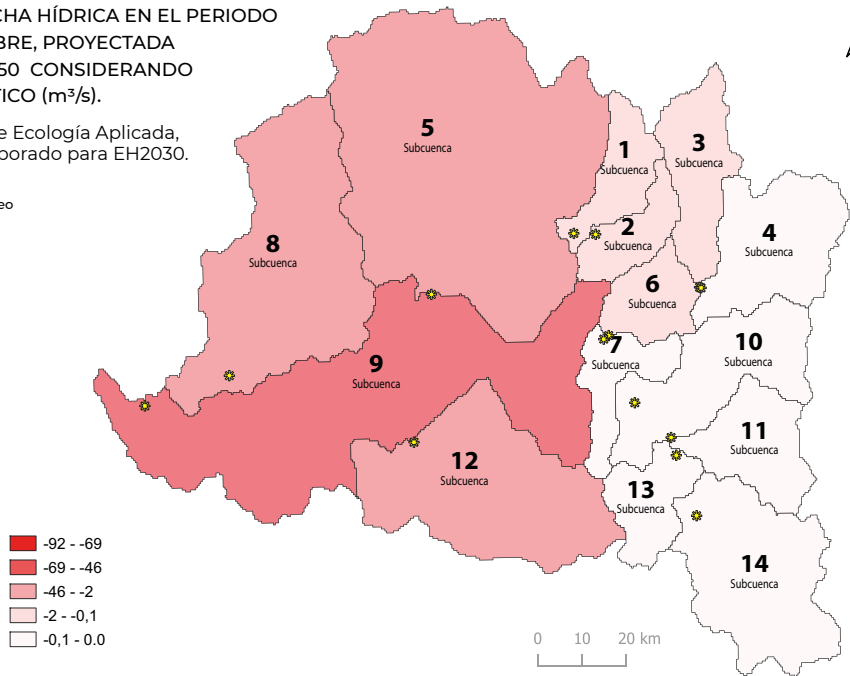 CHA HÍDRICA EN EL PERIODO
BRE, PROYECTADA
50 CONSIDERANDO
TICO (m³/s).
e Ecología Aplicada,
borado para EH2030.
eo
5
Subcuenca
1
Subcuenca
3
Subcuenca
2
Subcuenca
4
Subcuenca
8
Subcuenca
6
Subcuenca
7
Subcuenca
10
Subcuenca
9
Subcuenca
11
Subcuenca
12
Subcuenca
13
Subcuenca
14
Subcuenca
-92 - -69
-69 - -46
-46 - -2
-2 - -0,1
-0,1 - 0.0
0 10 20 km